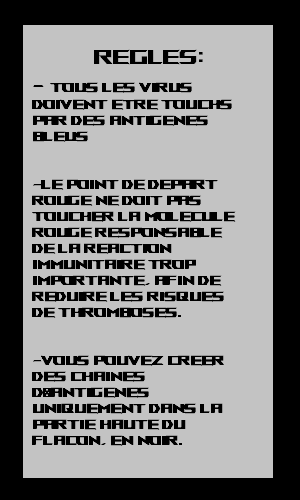 REGLES:
- TOUS LES VIRUS
DOIVENT ETRE TOUCHS
PAR DES ANTIGENES
BLEUS
-LE POINT DE DEPART
ROUGE NE DOIT PAS
TOUCHER LA MOLECULE
ROUGE RESPONSABLE
DE LA REACTION
IMMUNITAIRE TROP
IMPORTANTE, AFIN DE
REDUIRE LES RISQUES
DE THROMBOSES.
-VOUS POUVEZ CREER
DES CHAINES
ANTIGENES
UNIQUEMENT DANS LA
PARTIE HAUTE DU
FLACON, EN NOIR.